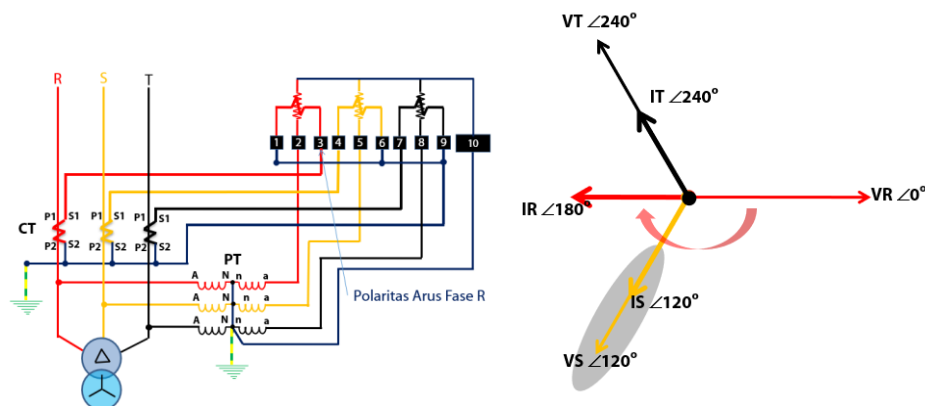 R
S
T
1
2
3
4
5
6
7
8
9
10
P1
S1
P1
S1
P1
S1
CT
P2
S2
P2
S2
P2
S2
PT
A
N
n
a
A
N
n
a
A
N
n
a
Polaritas Arus Fase R
VT ∠240°
IT ∠240°
IR ∠180
VR ∠0°
IS ∠120°
VS ∠120°